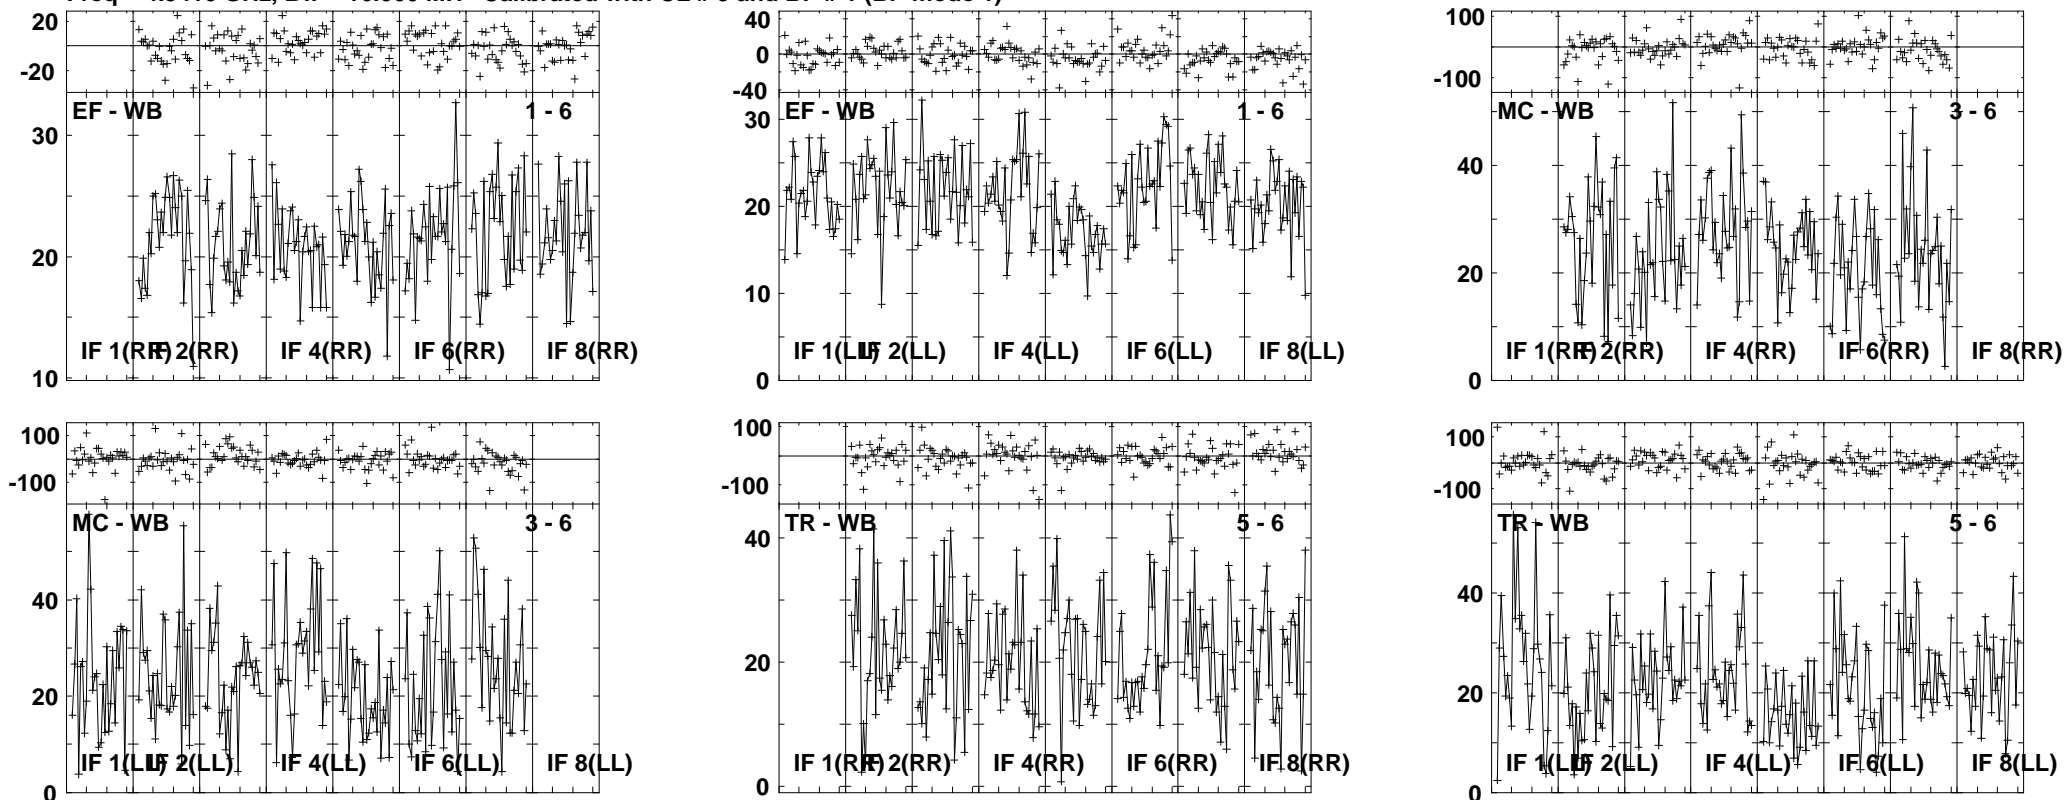 20
-20
EF - WB 1 - 6
30
20
10
IF 1(RR) IF 2(RR) IF 4(RR) IF 6(RR) IF 8(RR)
40
0
-40
EF - WB 1 - 6
30
20
10
0
IF 1(LL) IF 2(LL) IF 4(LL) IF 6(LL) IF 8(LL)
100
-100
MC - WB 3 - 6
40
20
0
IF 1(RR) IF 2(RR) IF 4(RR) IF 6(RR) IF 8(RR)
100
-100
MC - WB 3 - 6
40
20
0
IF 1(LL) IF 2(LL) IF 4(LL) IF 6(LL) IF 8(LL)
100
-100
TR - WB 5 - 6
40
20
0
IF 1(RR) IF 2(RR) IF 4(RR) IF 6(RR) IF 8(RR)
100
-100
TR - WB 5 - 6
40
20
0
IF 1(LL) IF 2(LL) IF 4(LL) IF 6(LL) IF 8(LL)